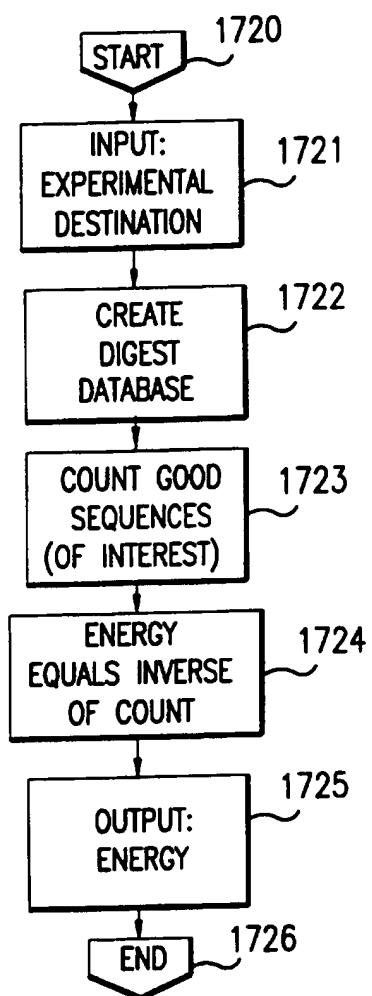 START
1720
INPUT:
EXPERIMENTAL
DESTINATION
1721
CREATE
DIGEST
DATABASE
1722
COUNT GOOD
SEQUENCES
(OF INTEREST)
1723
ENERGY
EQUALS INVERSE
OF COUNT
1724
OUTPUT:
ENERGY
1725
END
1726